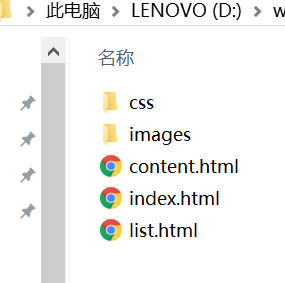 此电脑 > LENOVO (D:) > w
名称
css
images
content.html
index.html
list.html